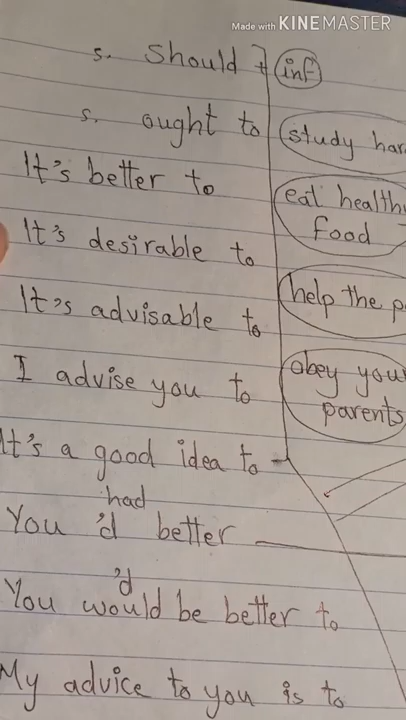 Made with KINEMASTER
s. should + inf
s. ought to study har
It's better to eat health
food
It's desirable to
It's advisable to help the p
I advise you to obey your
parents
It's a good idea to
had
You 'd better
'd
You would be better to
My advice to you is to